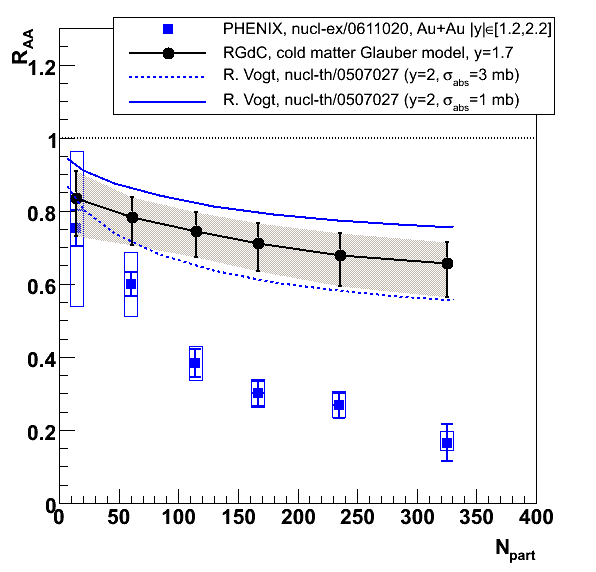 PHENIX, nucl-ex/0611020, Au+Au |y|∈[1.2,2.2]
RGdC, cold matter Glauber model, y=1.7
R. Vogt, nucl-th/0507027 (y=2, σabs=3 mb)
R. Vogt, nucl-th/0507027 (y=2, σabs=1 mb)
RAA
1.2
1
0.8
0.6
0.4
0.2
0
0 50 100 150 200 250 300 350 400
Npart